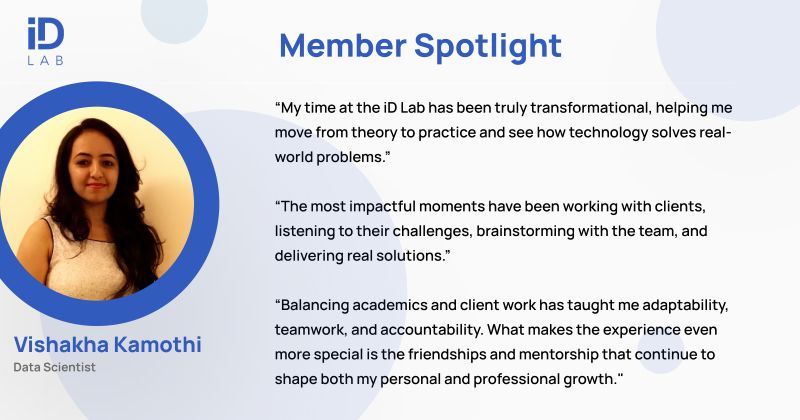 iD
LAB
Member Spotlight
“My time at the iD Lab has been truly transformational, helping me
move from theory to practice and see how technology solves real-
world problems.”
“The most impactful moments have been working with clients,
listening to their challenges, brainstorming with the team, and
delivering real solutions.”
“Balancing academics and client work has taught me adaptability,
teamwork, and accountability. What makes the experience even
more special is the friendships and mentorship that continue to
shape both my personal and professional growth."
Vishakha Kamothi
Data Scientist